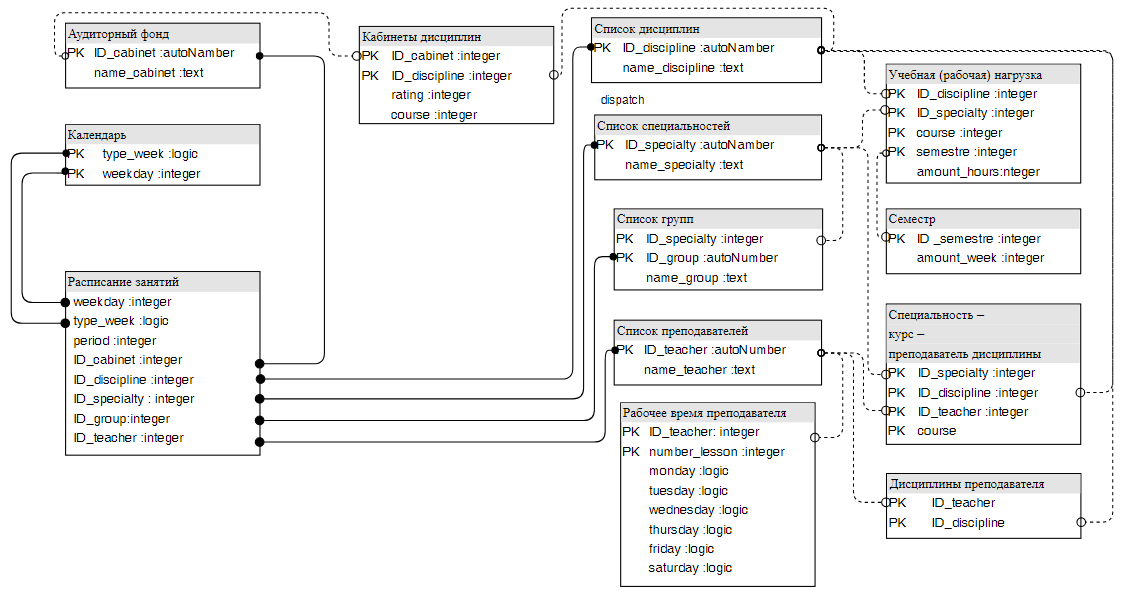 Аудиторный фонд
PK ID_cabinet :autoNamber
name_cabinet :text
Календарь
PK type_week :logic
PK weekday :integer
Расписание занятий
weekday :integer
type_week :logic
period :integer
ID_cabinet :integer
ID_discipline :integer
ID_specialty : integer
ID_group:integer
ID_teacher :integer
Кабинеты дисциплин
PK ID_cabinet :integer
PK ID_discipline :integer
rating :integer
course :integer
Список дисциплин
PK ID_discipline :autoNamber
name_discipline :text
dispatch
Список специальностей
PK ID_specialty :autoNamber
name_specialty :text
Список групп
PK ID_specialty :integer
PK ID_group :autoNumber
name_group :text
Список преподавателей
PK ID_teacher :autoNumber
name_teacher :text
Рабочее время преподавателя
PK ID_teacher: integer
PK number_lesson :integer
monday :logic
tuesday :logic
wednesday :logic
thursday :logic
friday :logic
saturday :logic
Учебная (рабочая) нагрузка
PK ID_discipline :integer
PK ID_specialty :integer
PK course :integer
PK semestre :integer
amount_hours:nteger
Семестр
PK ID _semestre :integer
amount_week :integer
Специальность –
курс –
преподаватель дисциплины
PK ID_specialty :integer
PK ID_discipline :integer
PK ID_teacher :integer
PK course
Дисциплины преподавателя
PK ID_teacher
PK ID_discipline